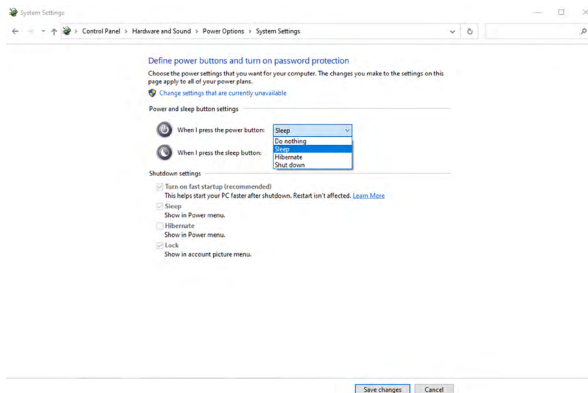 System Settings
Control Panel > Hardware and Sound > Power Options > System Settings
Define power buttons and turn on password protection
Choose the power settings that you want for your computer. The changes you make to the settings on this
page apply to all of your power plans.
Change settings that are currently unavailable
Power and sleep button settings
When I press the power button: Sleep
Do nothing
Sleep
When I press the sleep button:
Hibernate
Shut down
Shutdown settings
Turn on fast startup (recommended)
This helps start your PC faster after shutdown. Restart isn't affected. Learn More
Sleep
Show in Power menu.
Hibernate
Show in Power menu.
Lock
Show in account picture menu.
Save changes Cancel